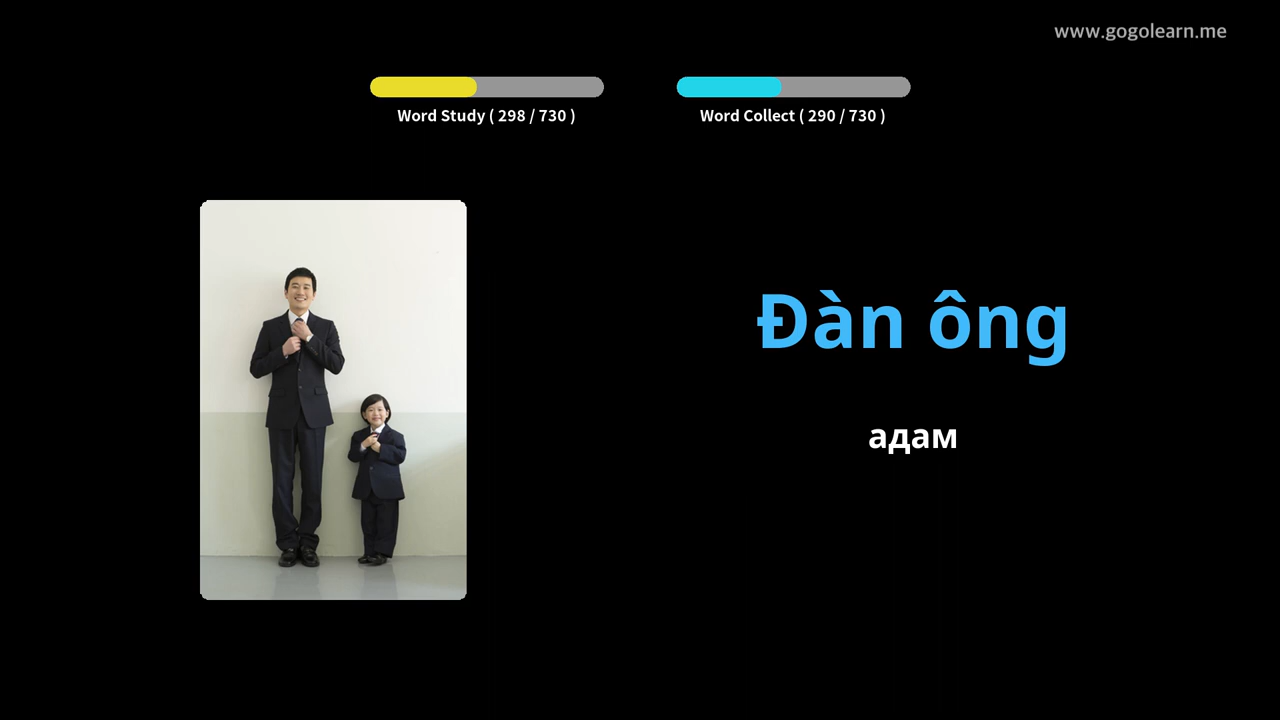 www.gogolearn.me
Word Study ( 298 / 730 )
Word Collect ( 290 / 730 )
Đàn ông
адам